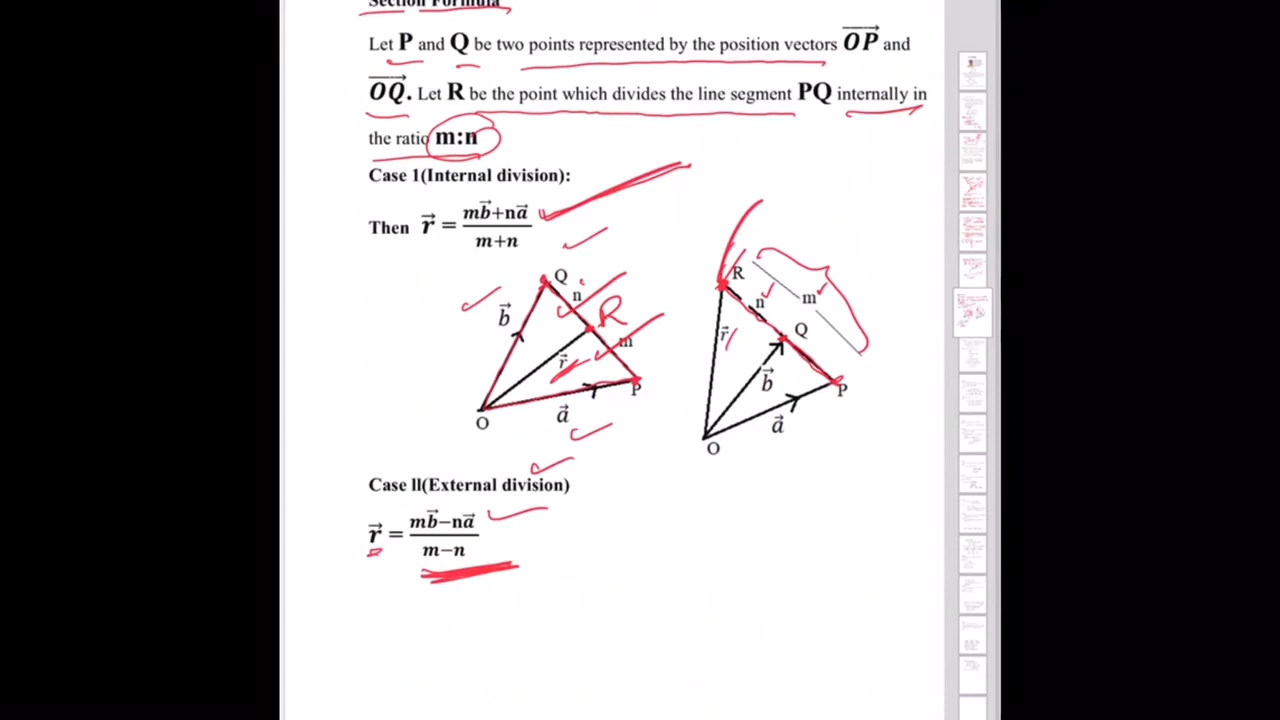 Section Formula
Let P and Q be two points represented by the position vectors \overrightarrow{OP} and
\overrightarrow{OQ}. Let R be the point which divides the line segment PQ internally in
the ratio m:n
Case 1(Internal division):
Then \vec{r} = \frac{m\vec{b}+n\vec{a}}{m+n}
Q
n
R
m
\vec{b}
\vec{r}
P
O
\vec{a}
R
n
m
\vec{r}
Q
\vec{b}
P
\vec{a}
O
Case ll(External division)
\vec{r} = \frac{m\vec{b}-n\vec{a}}{m-n}